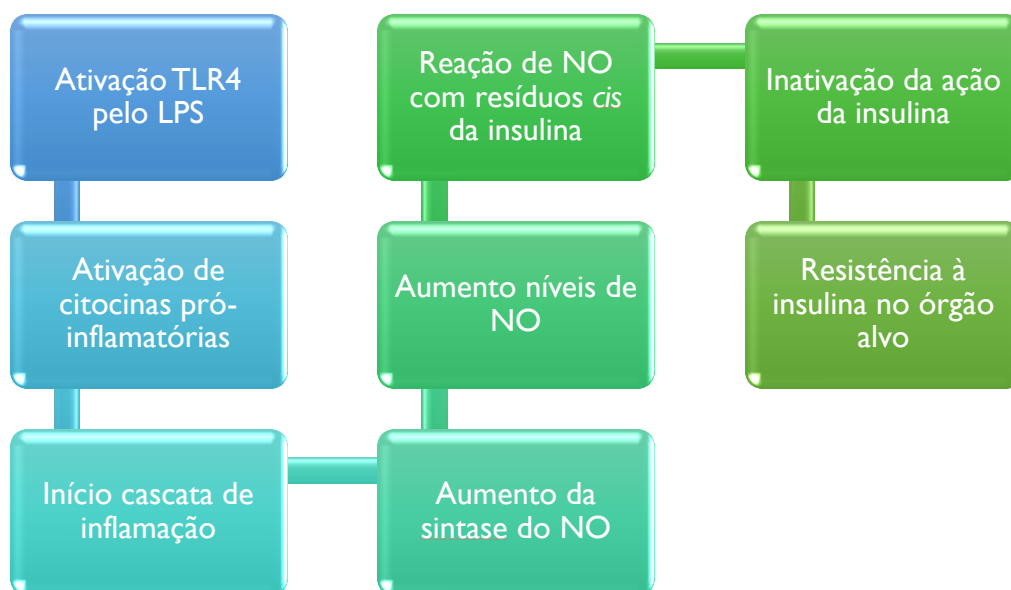 Ativação TLR4
pelo LPS
Ativação de
citocinas pró-
inflamatórias
Início cascata de
inflamação
Aumento da
sintase do NO
Aumento níveis de
NO
Reação de NO
com resíduos cis
da insulina
Inativação da ação
da insulina
Resistência à
insulina no órgão
alvo